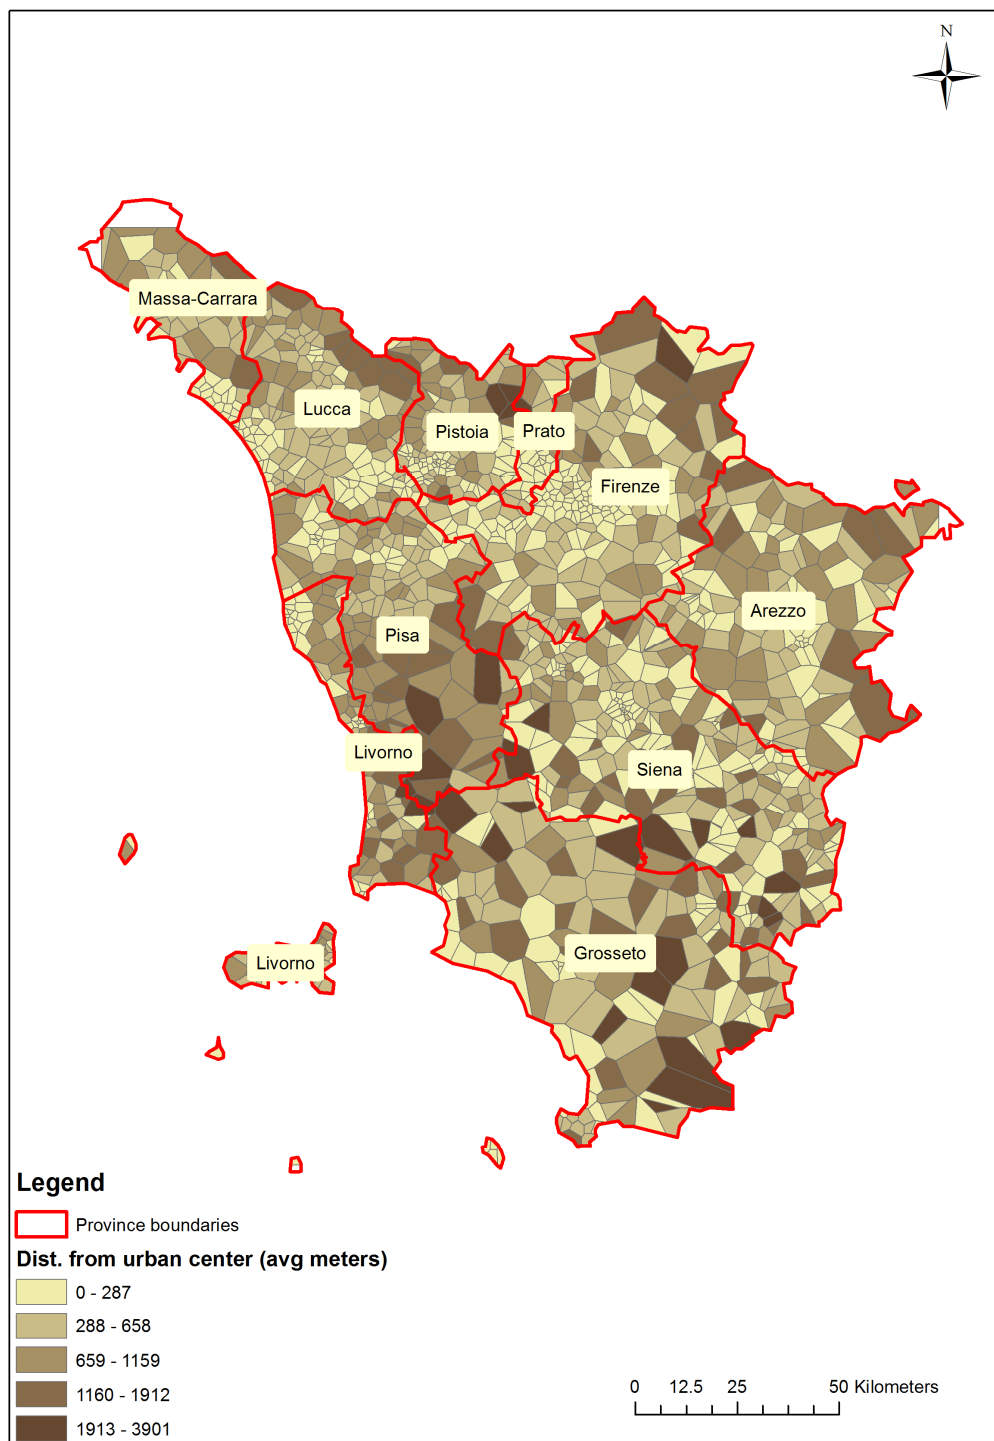 N
Massa-Carrara
Lucca
Pistoia
Prato
Firenze
Arezzo
Pisa
Livorno
Siena
Grosseto
Livorno
Legend
Province boundaries
Dist. from urban center (avg meters)
0 - 287
288 - 658
659 - 1159
1160 - 1912
1913 - 3901
0 12.5 25 50 Kilometers